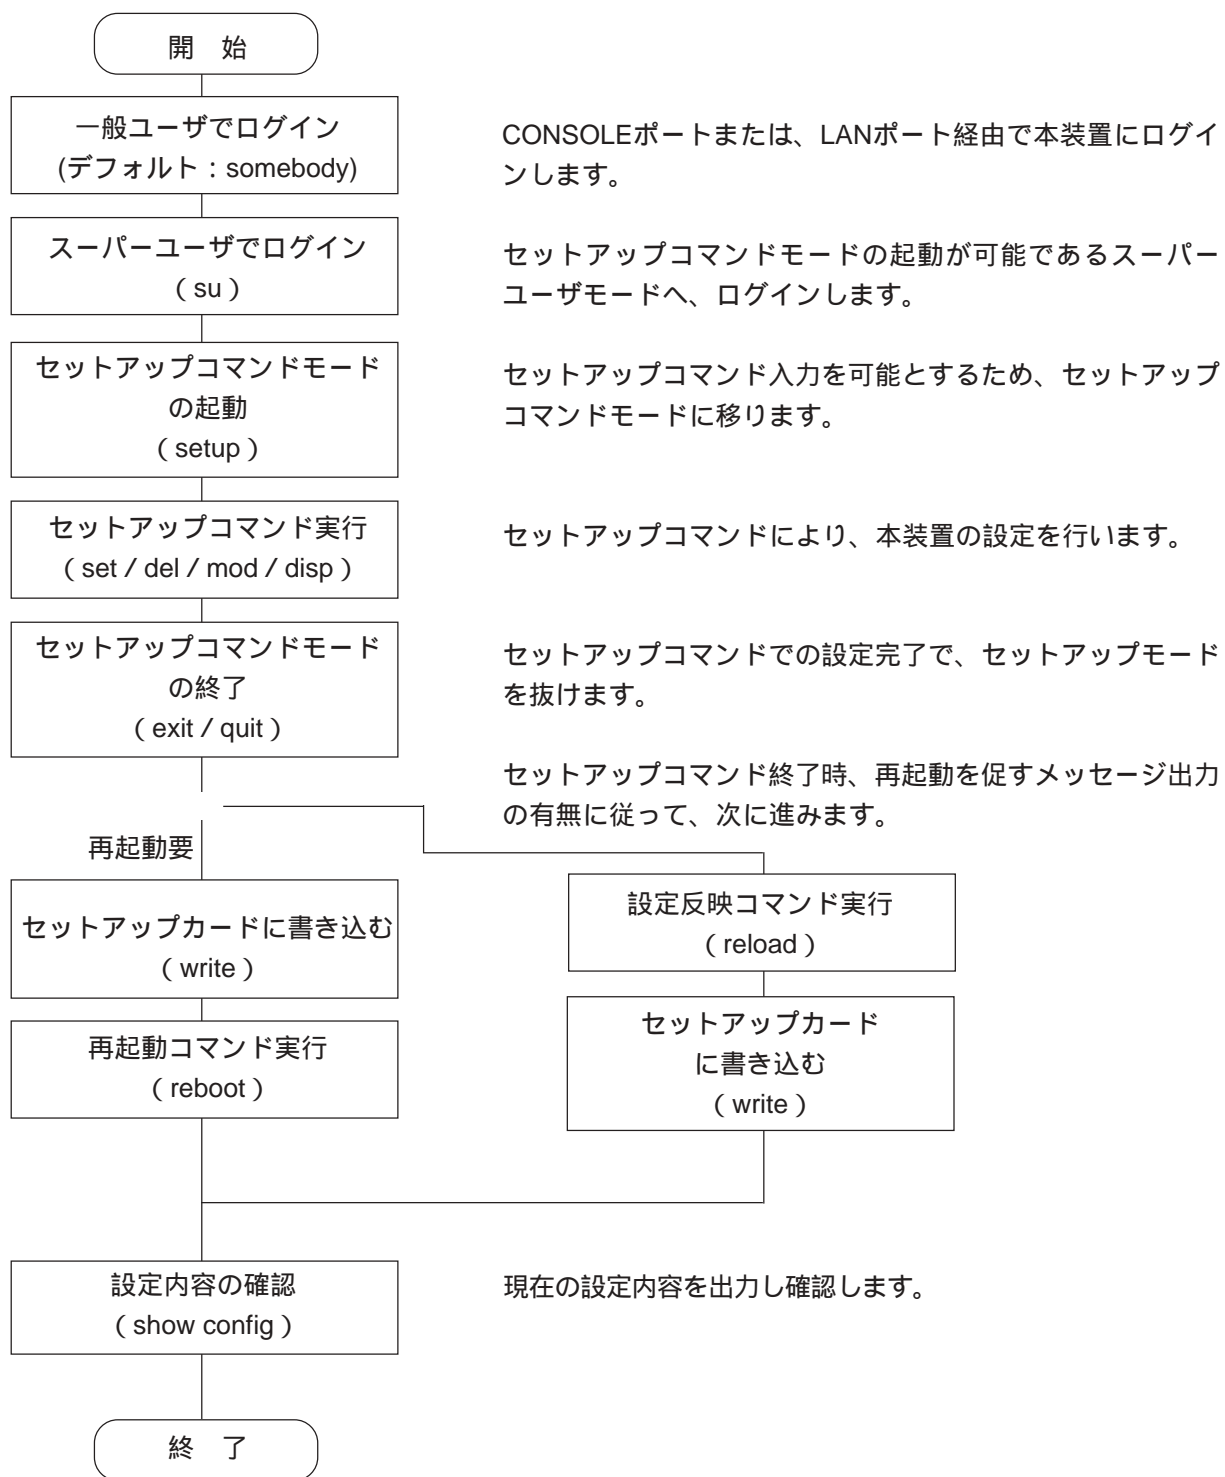 開　始
一般ユーザでログイン
(デフォルト：somebody)
CONSOLEポートまたは、LANポート経由で本装置にログイ
ンします。
スーパーユーザでログイン
（su）
セットアップコマンドモードの起動が可能であるスーパー
ユーザモードへ、ログインします。
セットアップコマンドモード
の起動
（setup）
セットアップコマンド入力を可能とするため、セットアップ
コマンドモードに移ります。
セットアップコマンド実行
（set / del / mod / disp）
セットアップコマンドにより、本装置の設定を行います。
セットアップコマンドモード
の終了
（exit / quit）
セットアップコマンドでの設定完了で、セットアップモード
を抜けます。
セットアップコマンド終了時、再起動を促すメッセージ出力
の有無に従って、次に進みます。
再起動要
セットアップカードに書き込む
（write）
再起動コマンド実行
（reboot）
設定反映コマンド実行
（reload）
セットアップカード
に書き込む
（write）
設定内容の確認
（show config）
現在の設定内容を出力し確認します。
終　了